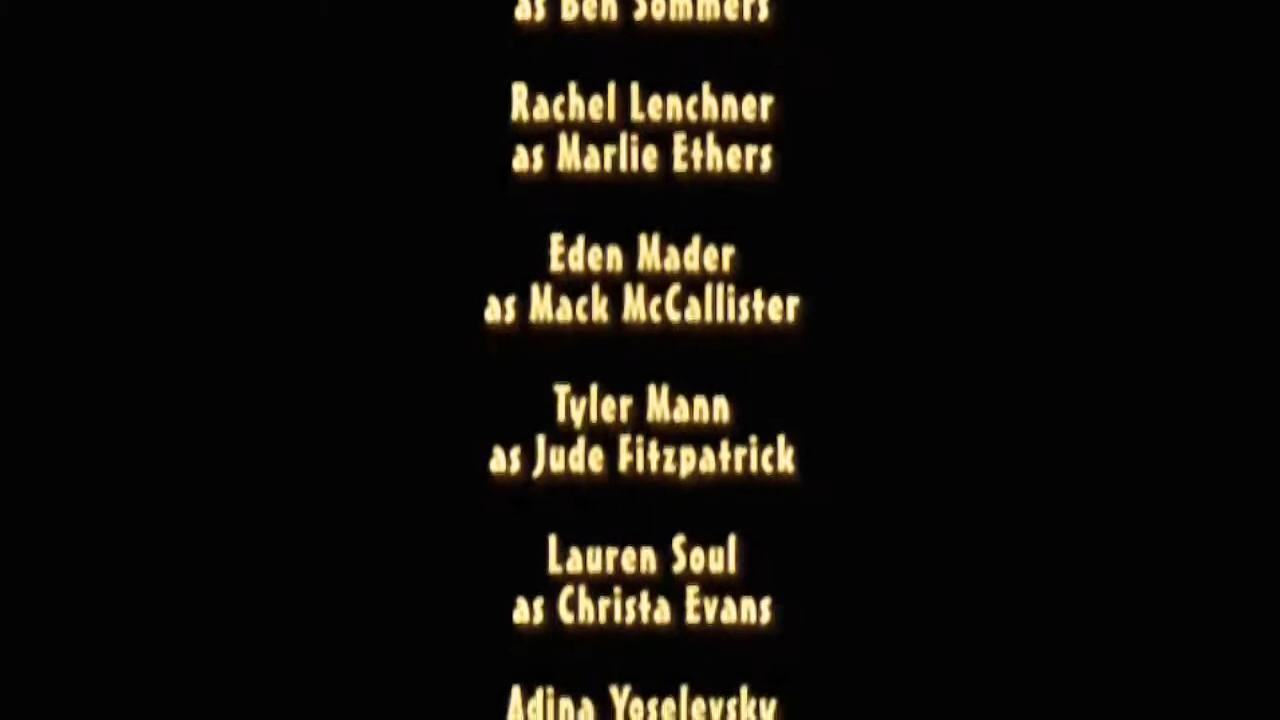 as Ben Sommers
Rachel Lenchner
as Marlie Ethers
Eden Mader
as Mack McCallister
Tyler Mann
as Jude Fitzpatrick
Lauren Soul
as Christa Evans
Adina Yoselevsky